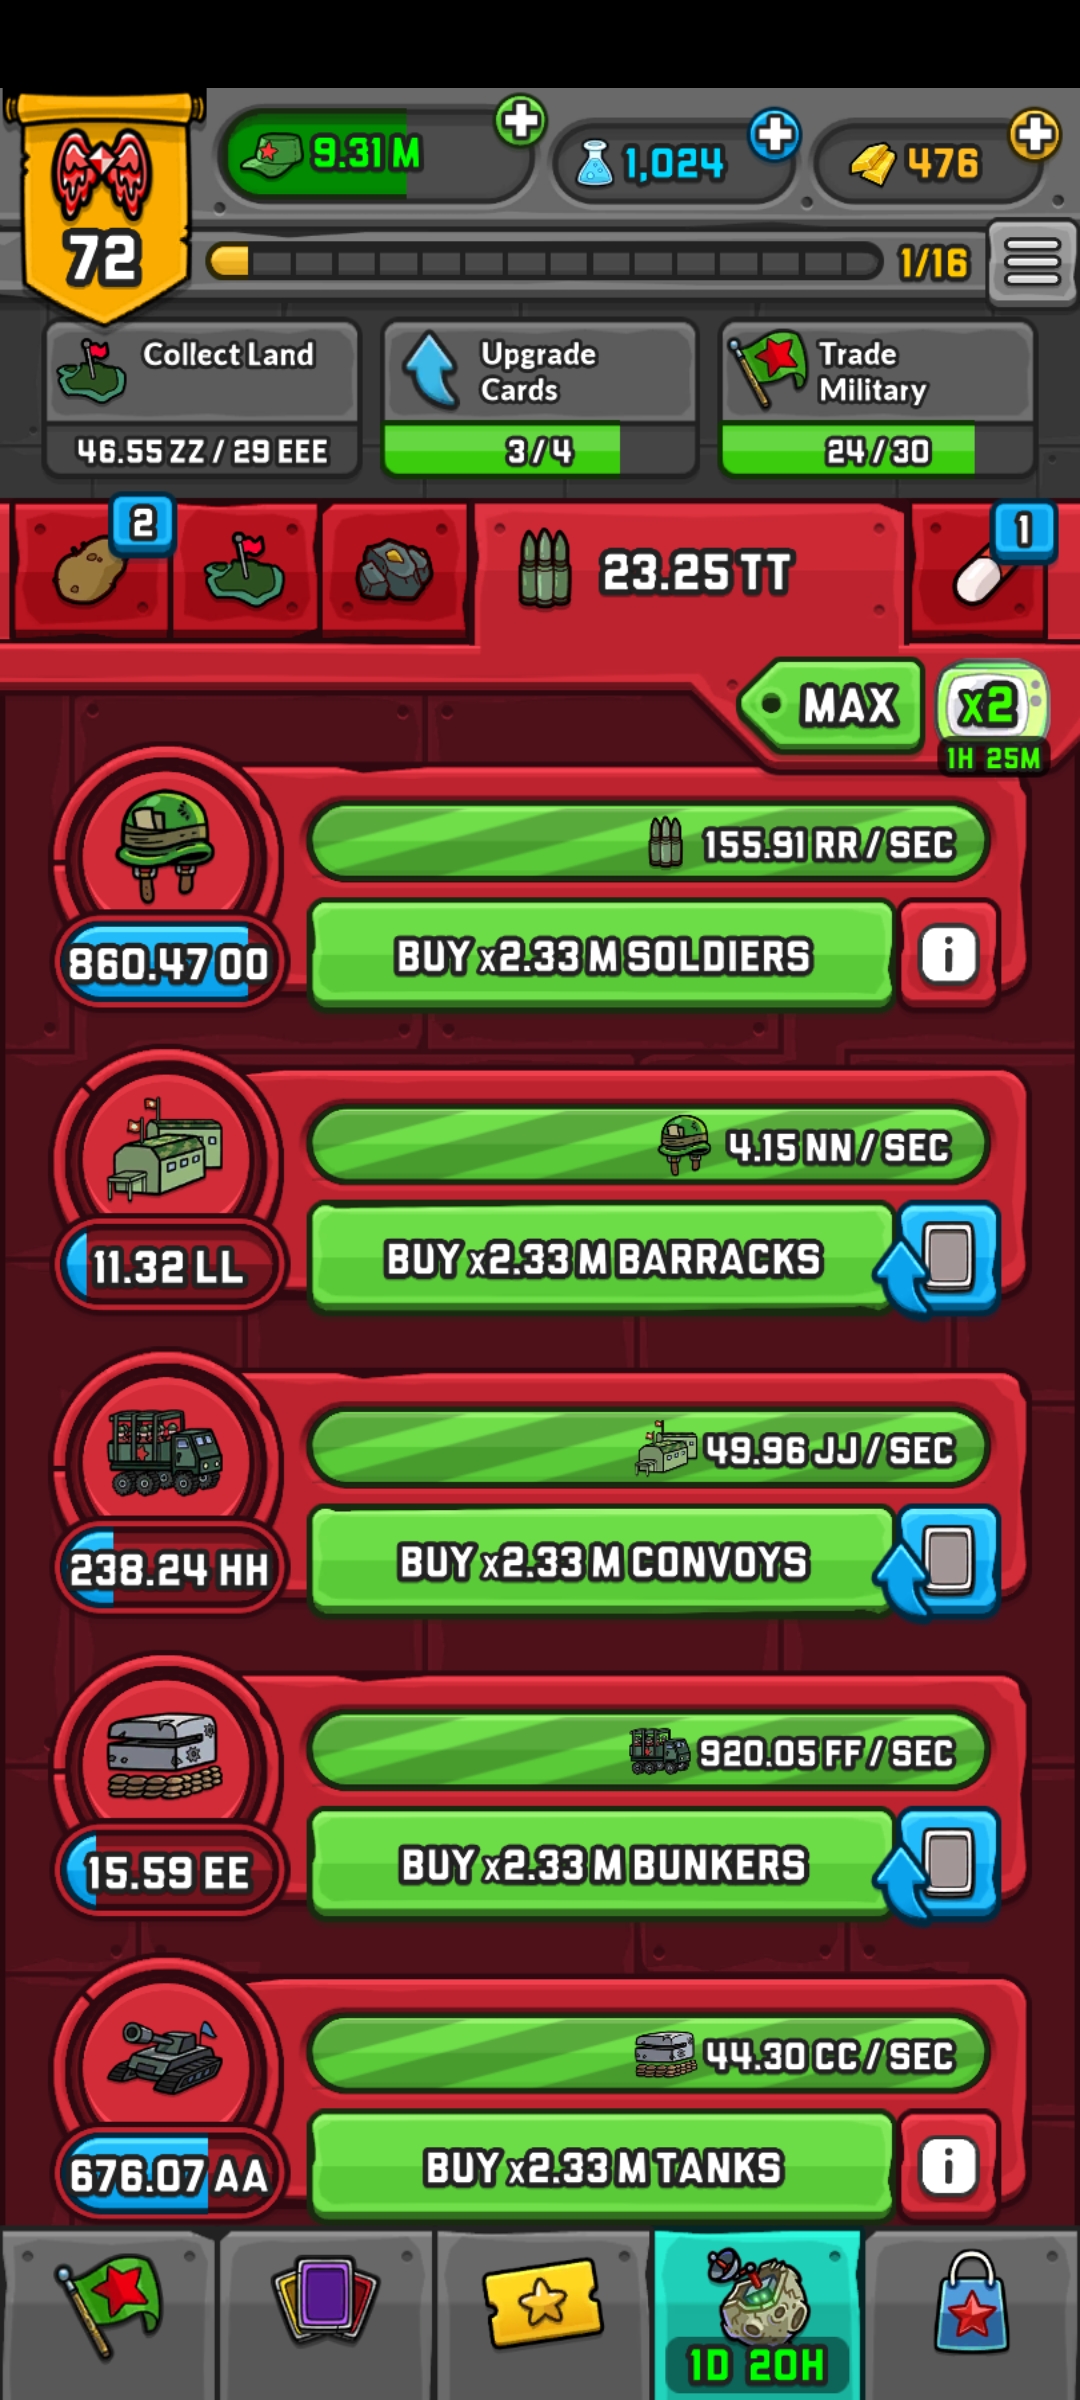 9.31 M
1,024
476
72
1/16
Collect Land
46.55 ZZ / 29 EEE
Upgrade
Cards
3/4
Trade
Military
24/30
2
23.25 TT
1
MAX
x2
1H 25M
155.91 RR/SEC
860.47 OO
BUY x2.33 M SOLDIERS
i
4.15 NN/SEC
11.32 LL
BUY x2.33 M BARRACKS
49.96 JJ/SEC
238.24 HH
BUY x2.33 M CONVOYS
920.05 FF/SEC
15.59 EE
BUY x2.33 M BUNKERS
44.30 CC/SEC
676.07 AA
BUY x2.33 M TANKS
i
1D 20H